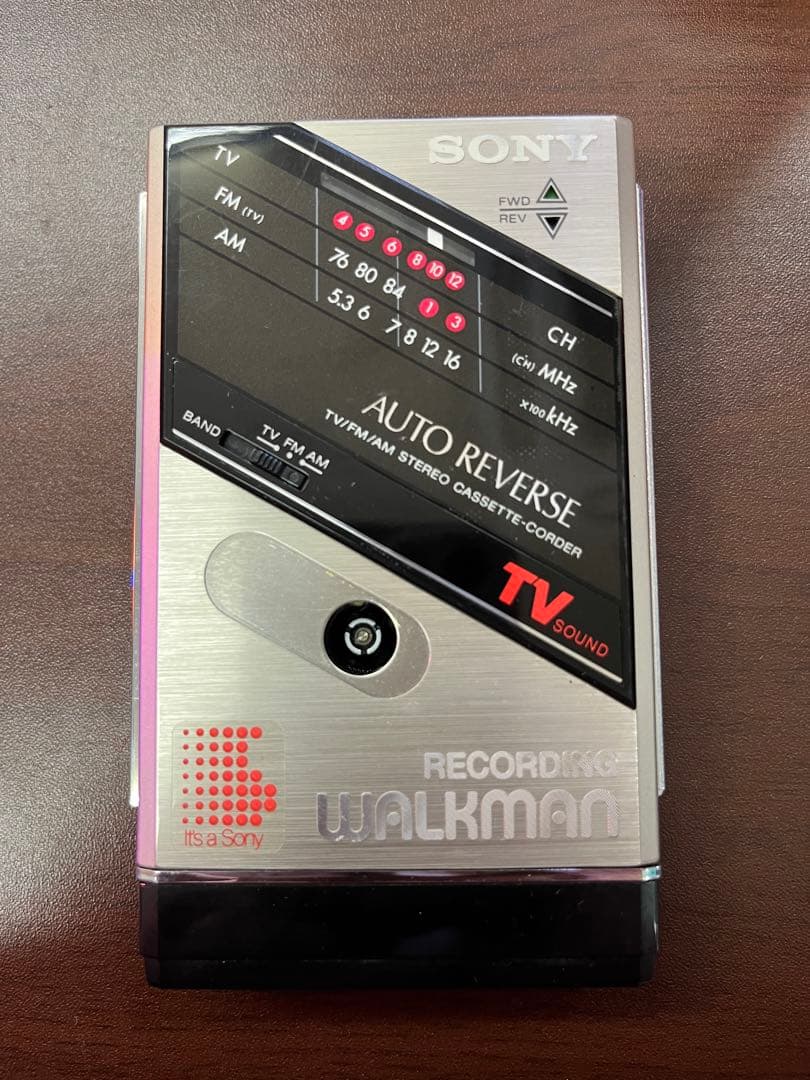 SONY
FWD
REV
TV
4 5 6 8 10 12
CH
FM (TV)
76 80 84 1 3
(CH) MHz
AM
5.3 6 7 8 12 16
X100 kHz
AUTO REVERSE
TV/FM/AM STEREO CASSETTE-CORDER
BAND
TV FM AM
TV SOUND
It's a Sony
RECORDING
WALKMAN